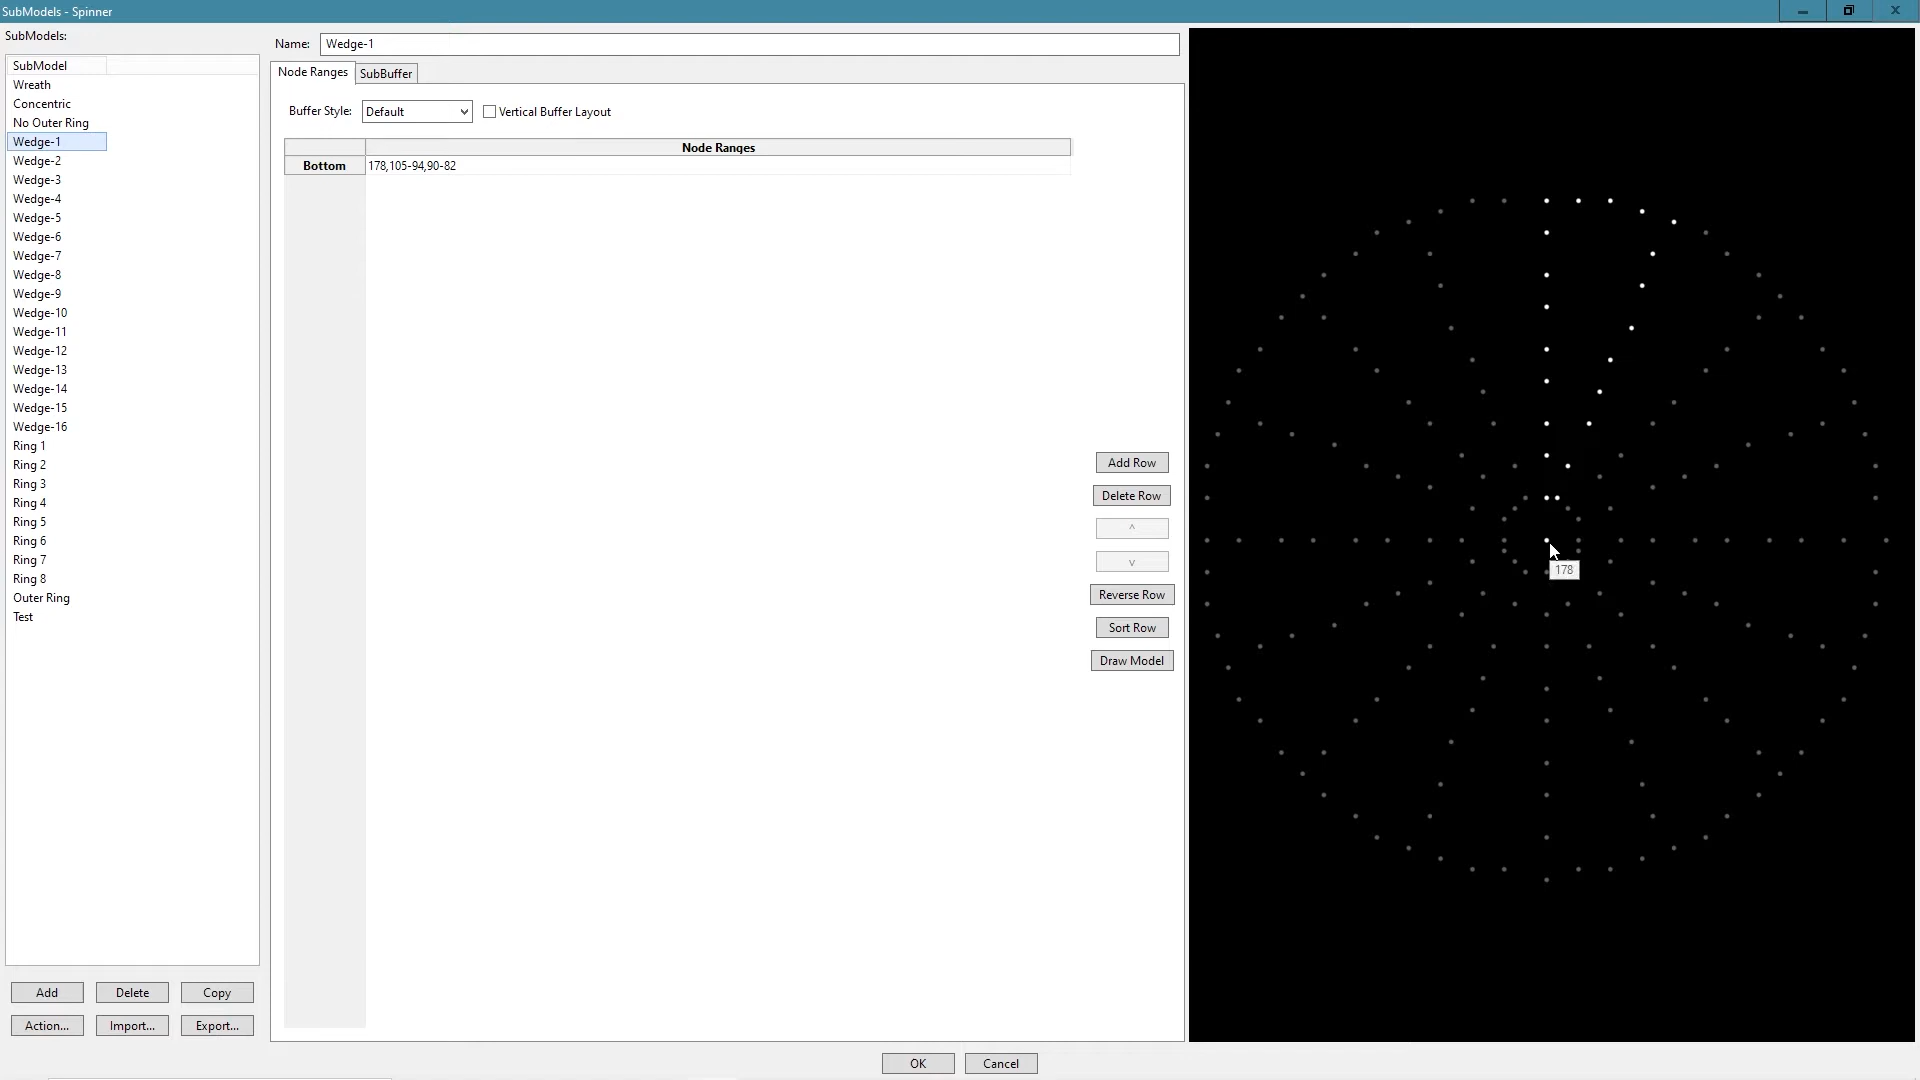 SubModels - Spinner
SubModels:
SubModel
Wreath
Concentric
No Outer Ring
Wedge-1
Wedge-2
Wedge-3
Wedge-4
Wedge-5
Wedge-6
Wedge-7
Wedge-8
Wedge-9
Wedge-10
Wedge-11
Wedge-12
Wedge-13
Wedge-14
Wedge-15
Wedge-16
Ring 1
Ring 2
Ring 3
Ring 4
Ring 5
Ring 6
Ring 7
Ring 8
Outer Ring
Test
Add Delete Copy
Action... Import... Export...
Name: Wedge-1
Node Ranges SubBuffer
Buffer Style: Default Vertical Buffer Layout
Node Ranges
Bottom 178,105-94,90-82
Add Row
Delete Row
^
v
Reverse Row
Sort Row
Draw Model
178
OK Cancel